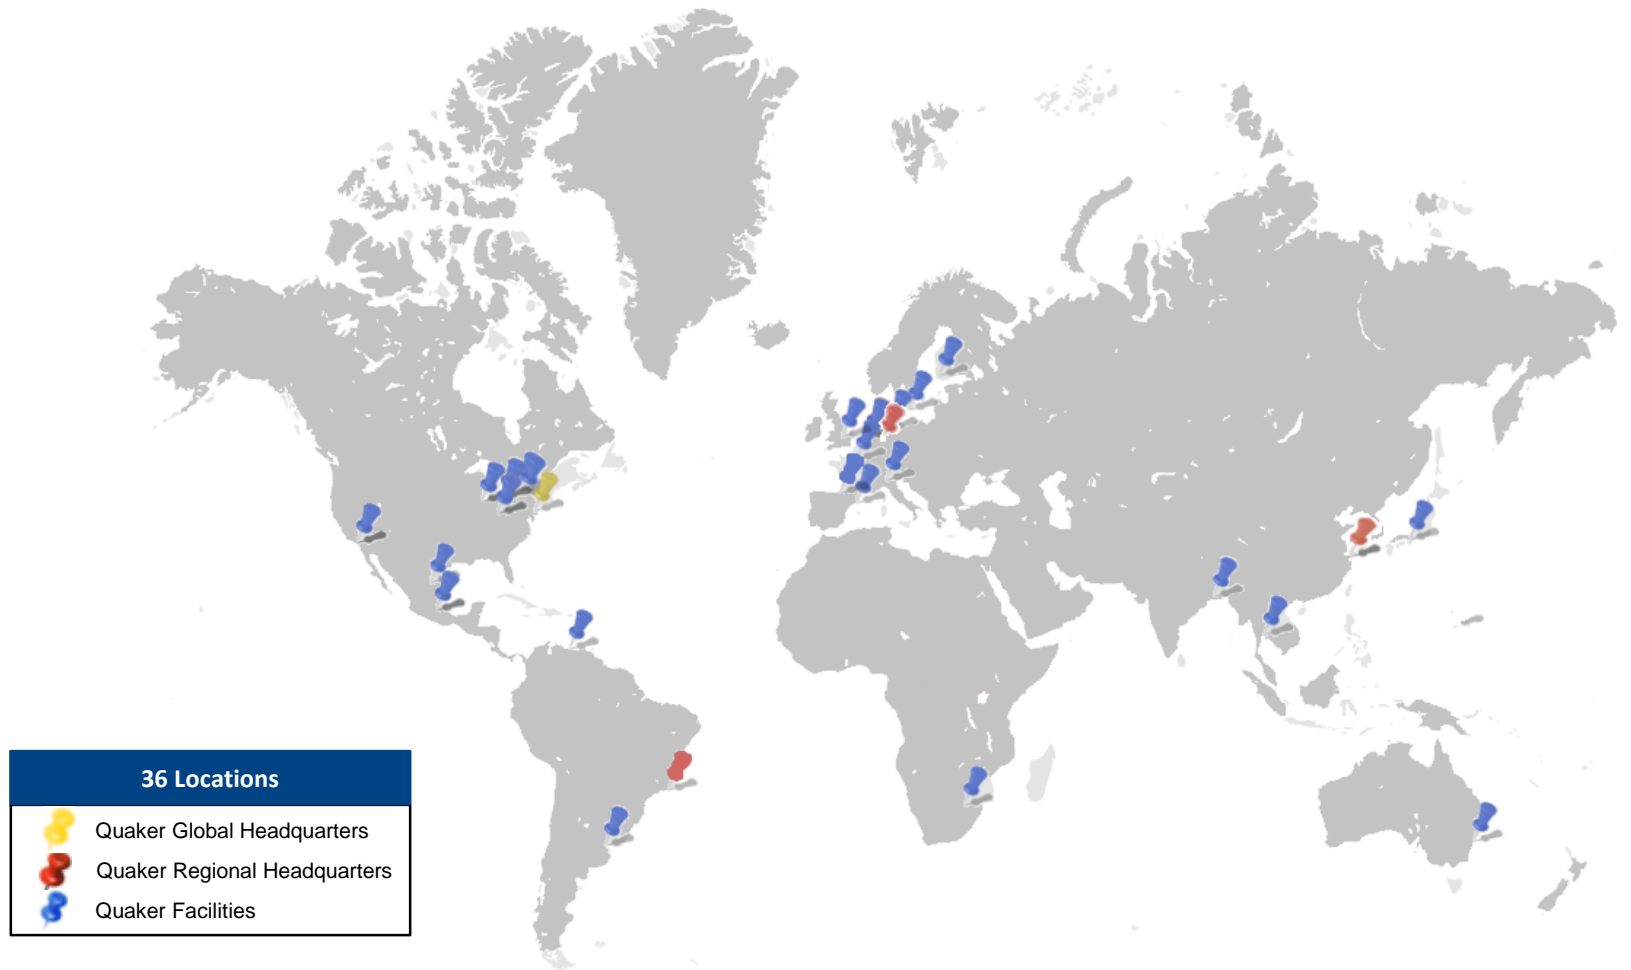 36 Locations
Quaker Global Headquarters
Quaker Regional Headquarters
Quaker Facilities